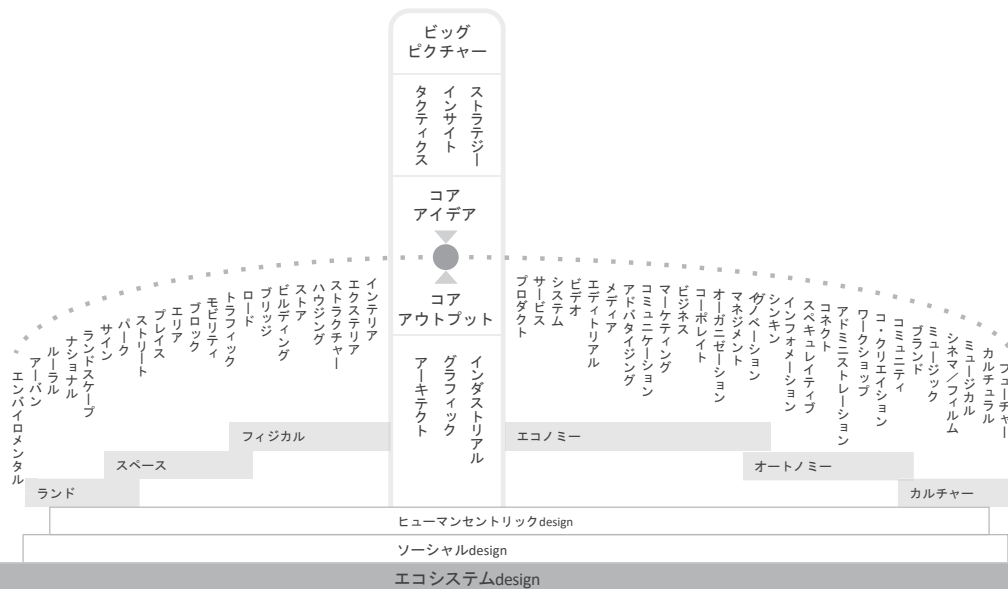 ビッグ
ピクチャー
ストラテジー
インサイト
タクティクス
コア
アイデア
コア
アウトプット
インダストリアル
グラフィック
アーキテクト
エンバイロメンタル
アーバン
ルーラル
ナショナル
ランドスケープ
サイン
パーク
ストリート
プレイス
エリア
ブロック
モビリティ
トラフィック
ロード
ブリッジ
ビルディング
ストア
ハウジング
ストラクチャー
エクステリア
インテリア
プロダクト
サービス
システム
ビデオ
エディトリアル
メディア
アドバタイジング
コミュニケーション
マーケティング
ビジネス
コーポレイト
オーガニゼーション
マネジメント
イノベーション
シンキング
インフォメーション
スペキュレイティブ
コネクト
アドミニストレーション
ワークショップ
コ・クリエイション
コミュニティ
ブランド
ミュージック
シネマ/フィルム
ミュージカル
カルチュラル
フューチャー
フィジカル
エコノミー
スペース
オートノミー
ランド
カルチャー
ヒューマンセントリックdesign
ソーシャルdesign
エコシステムdesign